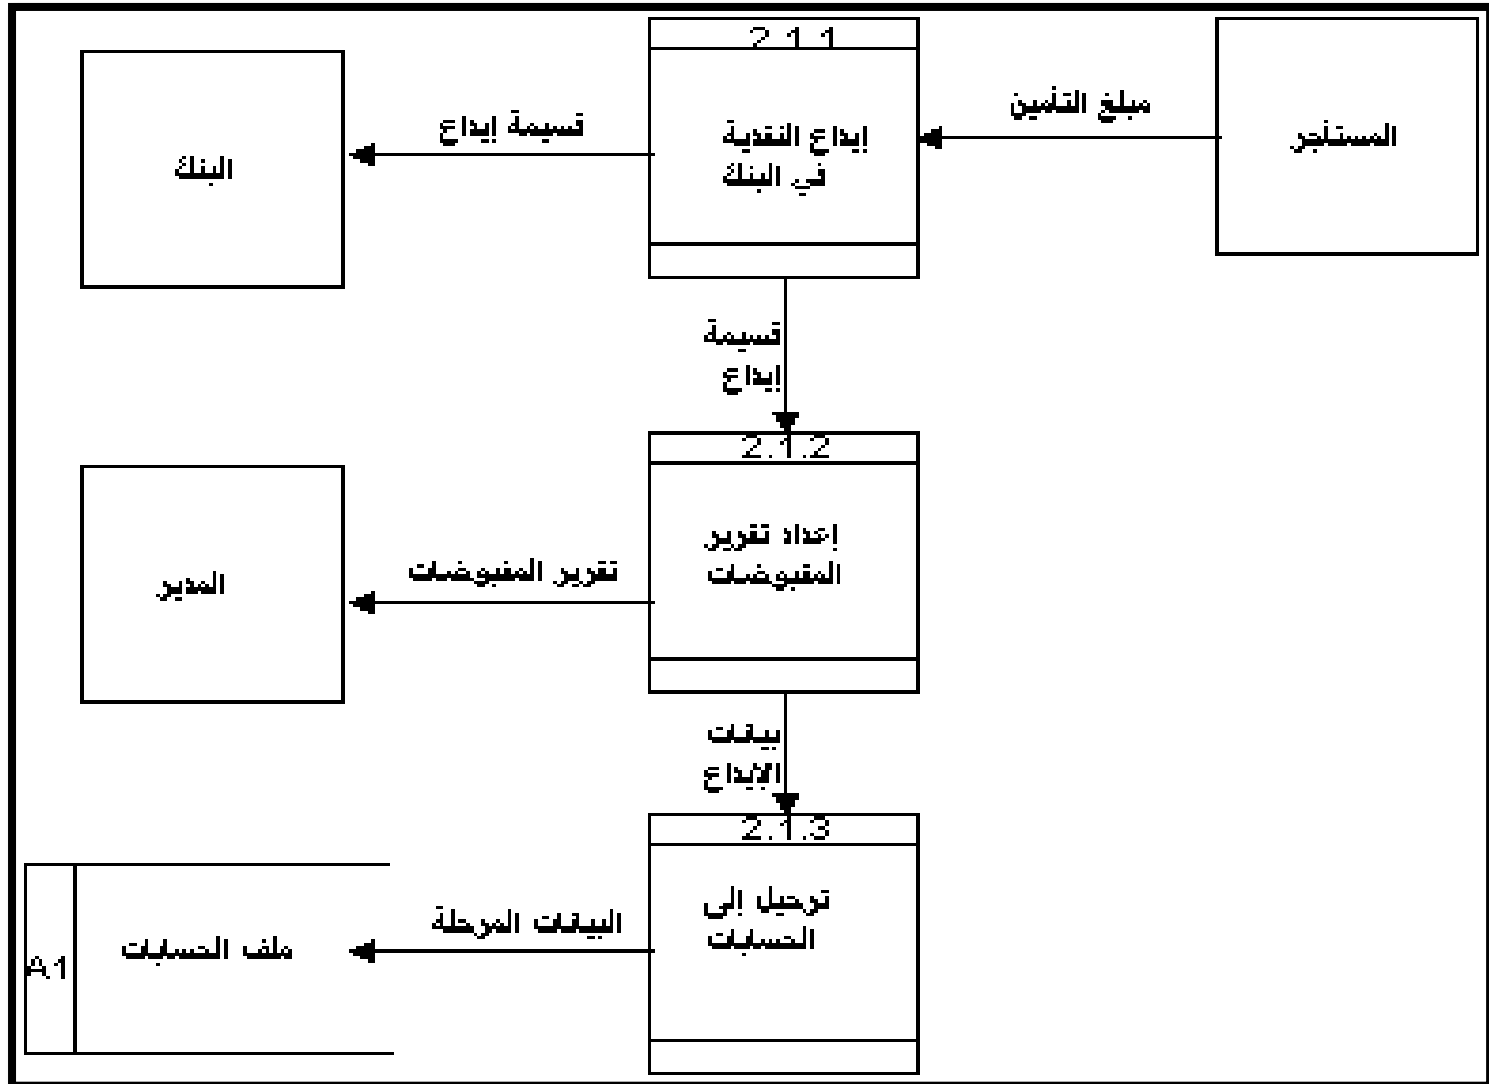 2.1.1
المستأجر
مبلغ التأمين
إيداع النقدية
في البنك
قسيمة إيداع
البنك
قسيمة
إيداع
2.1.2
إعداد تقرير
المقبوضات
تقرير المقبوضات
المدير
بيانات
الايداع
2.1.3
ترحيل إلى
الحسابات
البيانات المرحلة
ملف الحسابات
A1